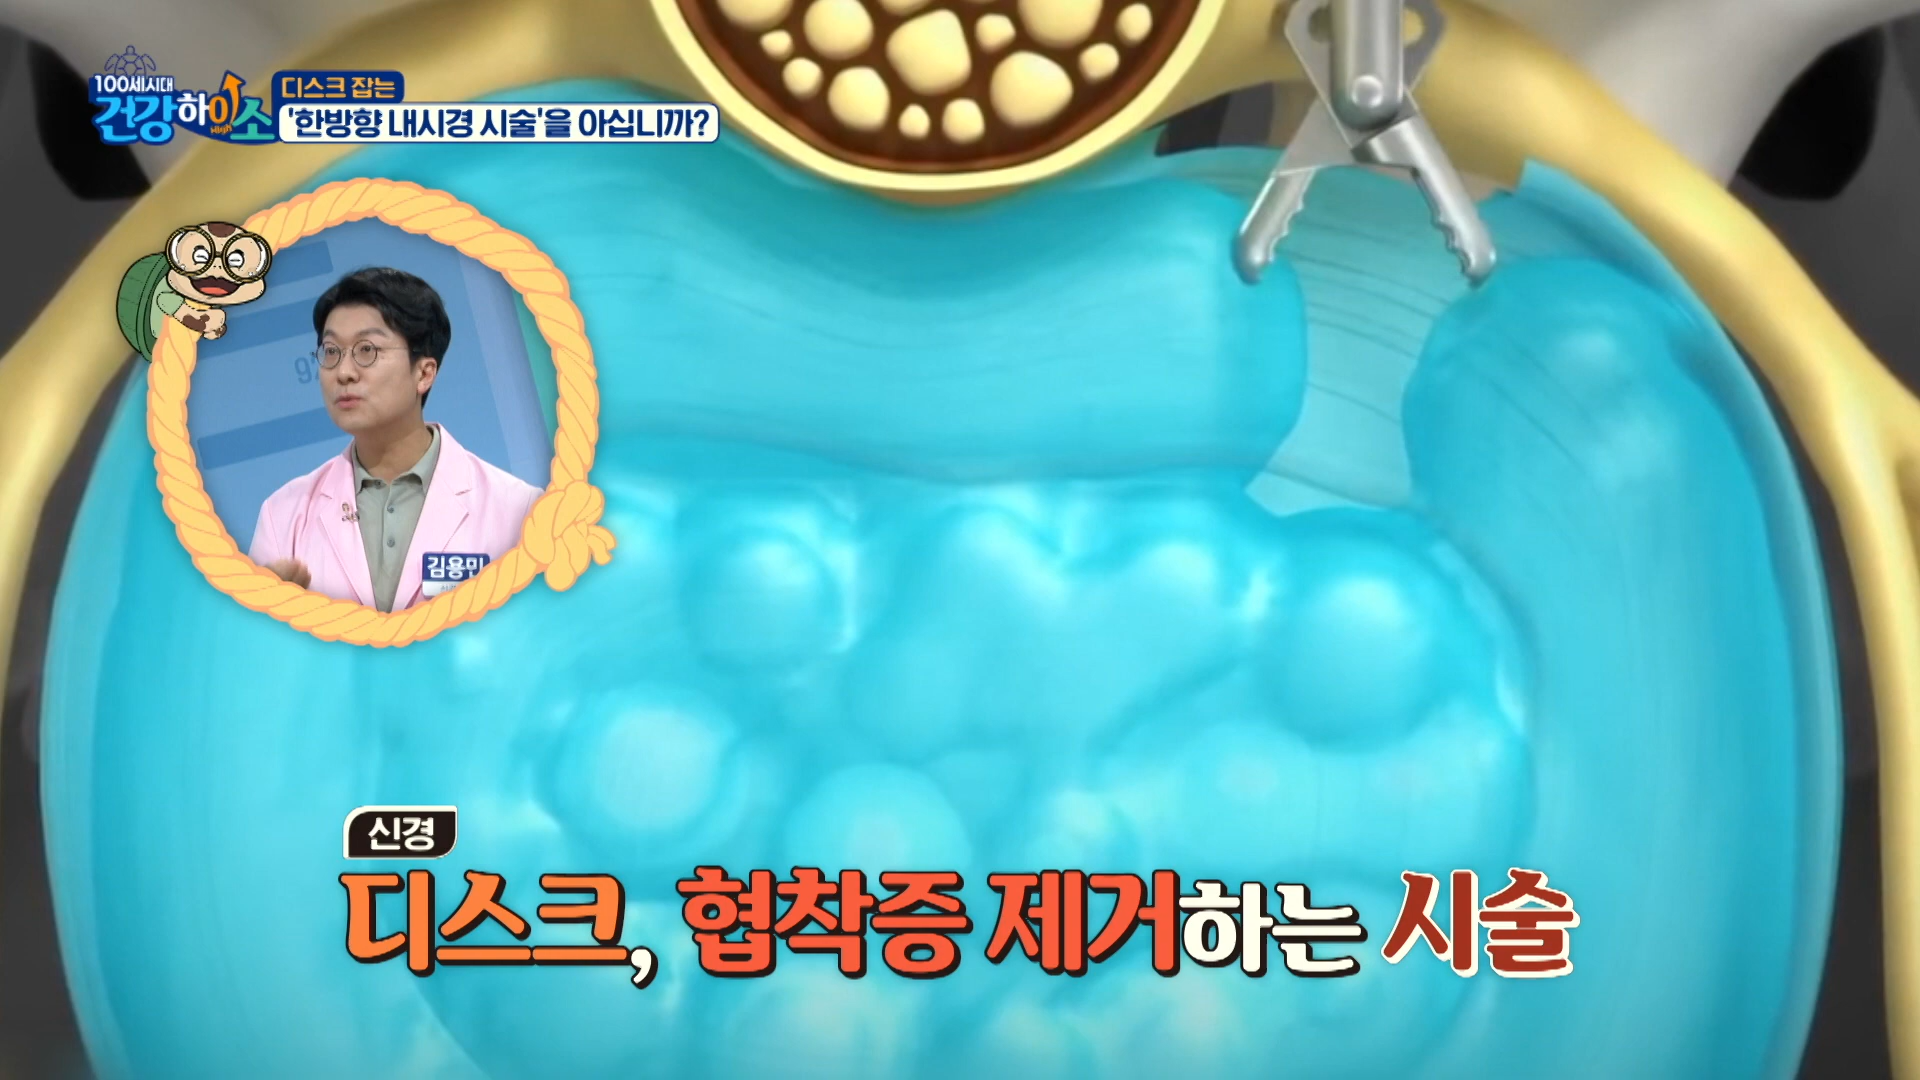 100세시대
건강하이소
High
디스크 잡는
'한방향 내시경 시술'을 아십니까?
김용민
신경
디스크, 협착증 제거하는 시술